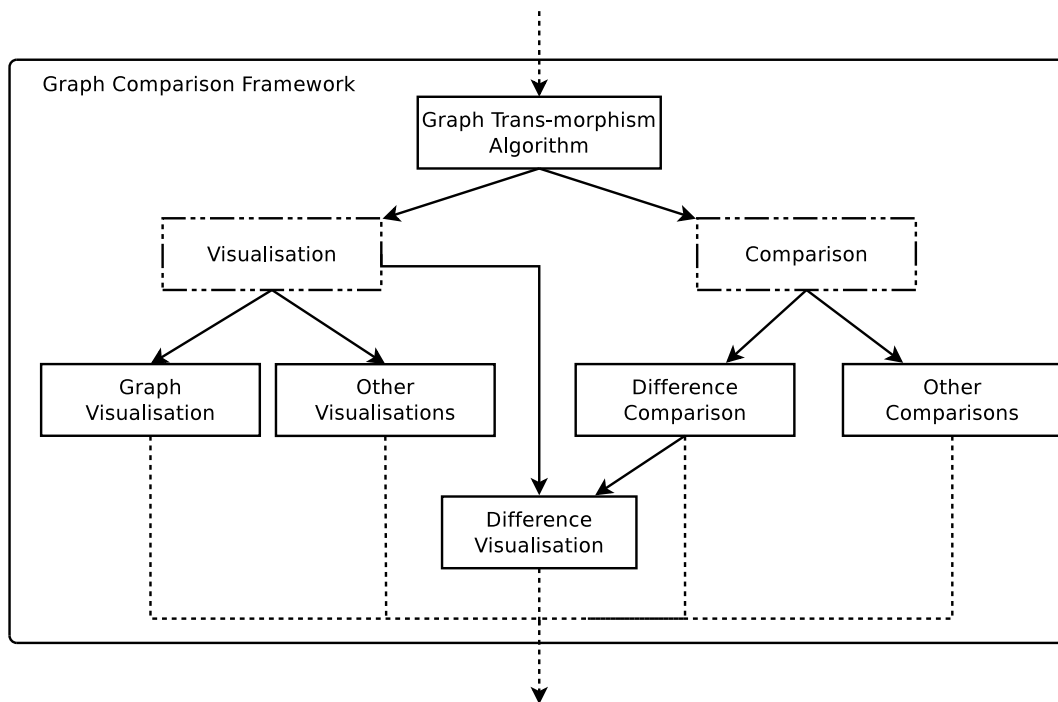 Graph Comparison Framework
Graph Trans-morphism
Algorithm
Visualisation
Comparison
Graph
Visualisation
Other
Visualisations
Difference
Comparison
Other
Comparisons
Difference
Visualisation